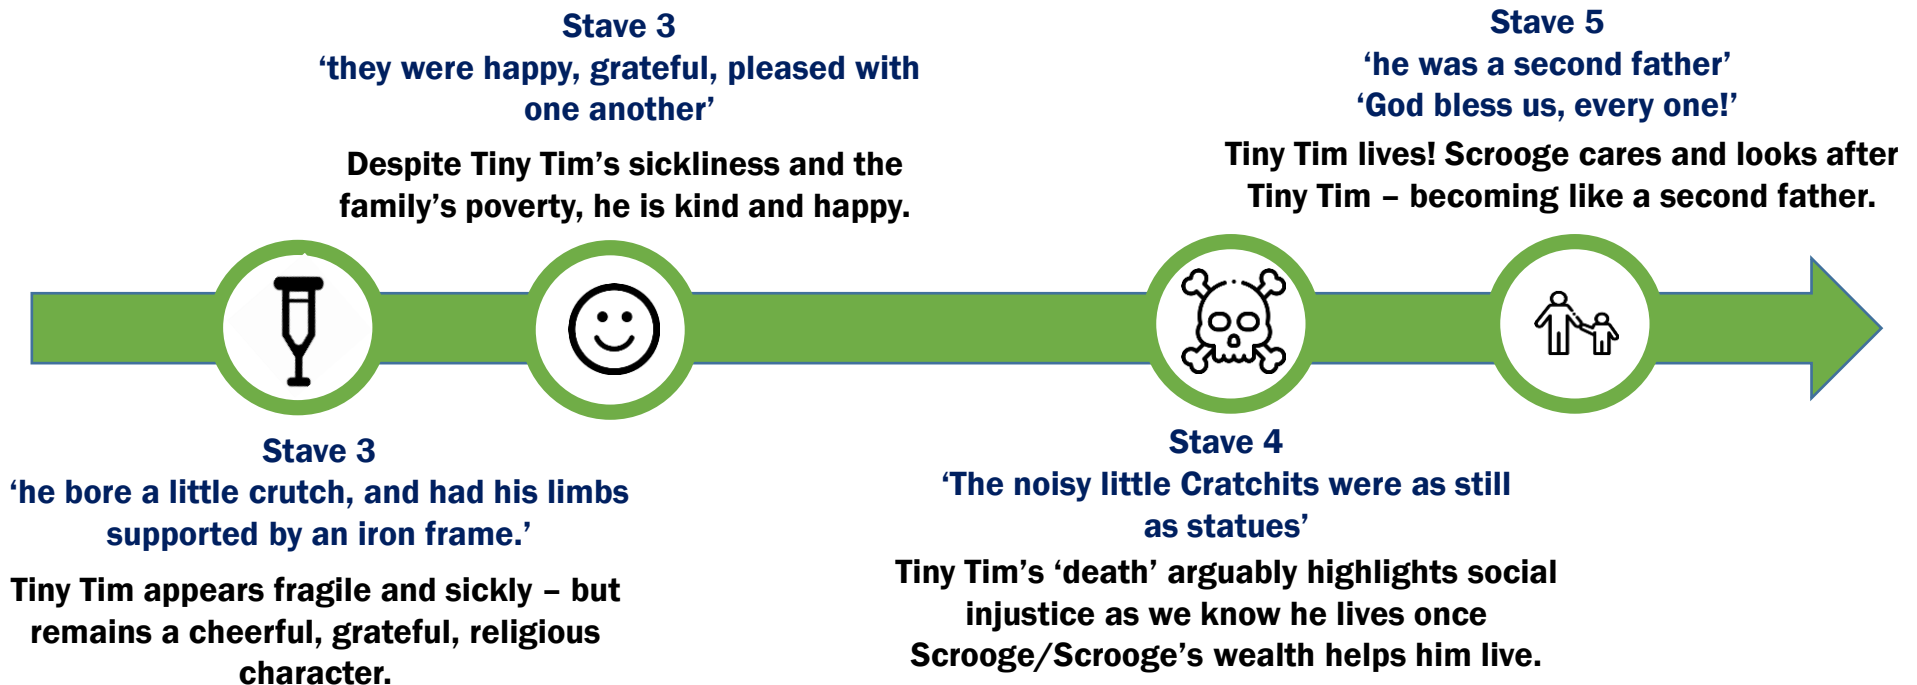 Stave 3
‘he bore a little crutch, and had his limbs
supported by an iron frame.’
Tiny Tim appears fragile and sickly – but
remains a cheerful, grateful, religious
character.
Stave 3
‘they were happy, grateful, pleased with
one another’
Despite Tiny Tim’s sickliness and the
family’s poverty, he is kind and happy.
Stave 4
‘The noisy little Cratchits were as still
as statues’
Tiny Tim’s ‘death’ arguably highlights social
injustice as we know he lives once
Scrooge/Scrooge’s wealth helps him live.
Stave 5
‘he was a second father’
‘God bless us, every one!’
Tiny Tim lives! Scrooge cares and looks after
Tiny Tim – becoming like a second father.